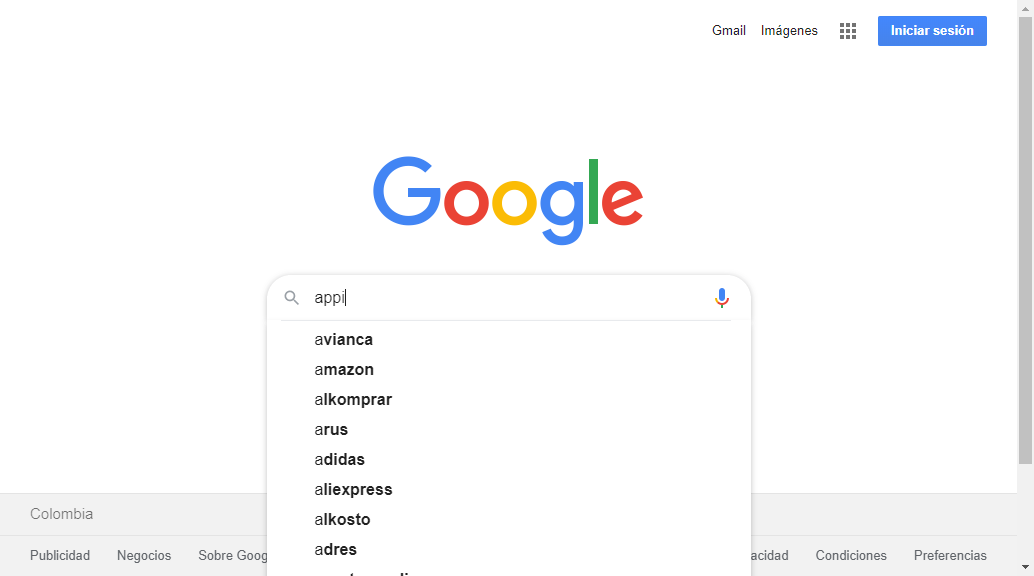 Gmail Imágenes Iniciar sesión
Google
appi
avianca
amazon
alkomprar
arus
adidas
aliexpress
alkosto
adres
Colombia
Publicidad Negocios Sobre Goog acidad Condiciones Preferencias